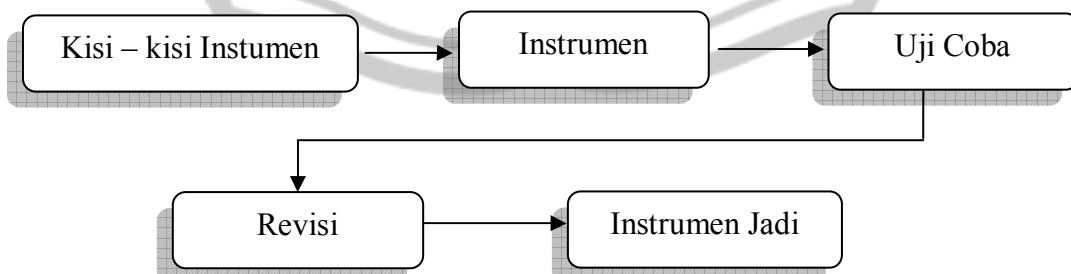 Kisi – kisi Instumen
Instrumen
Uji Coba
Revisi
Instrumen Jadi